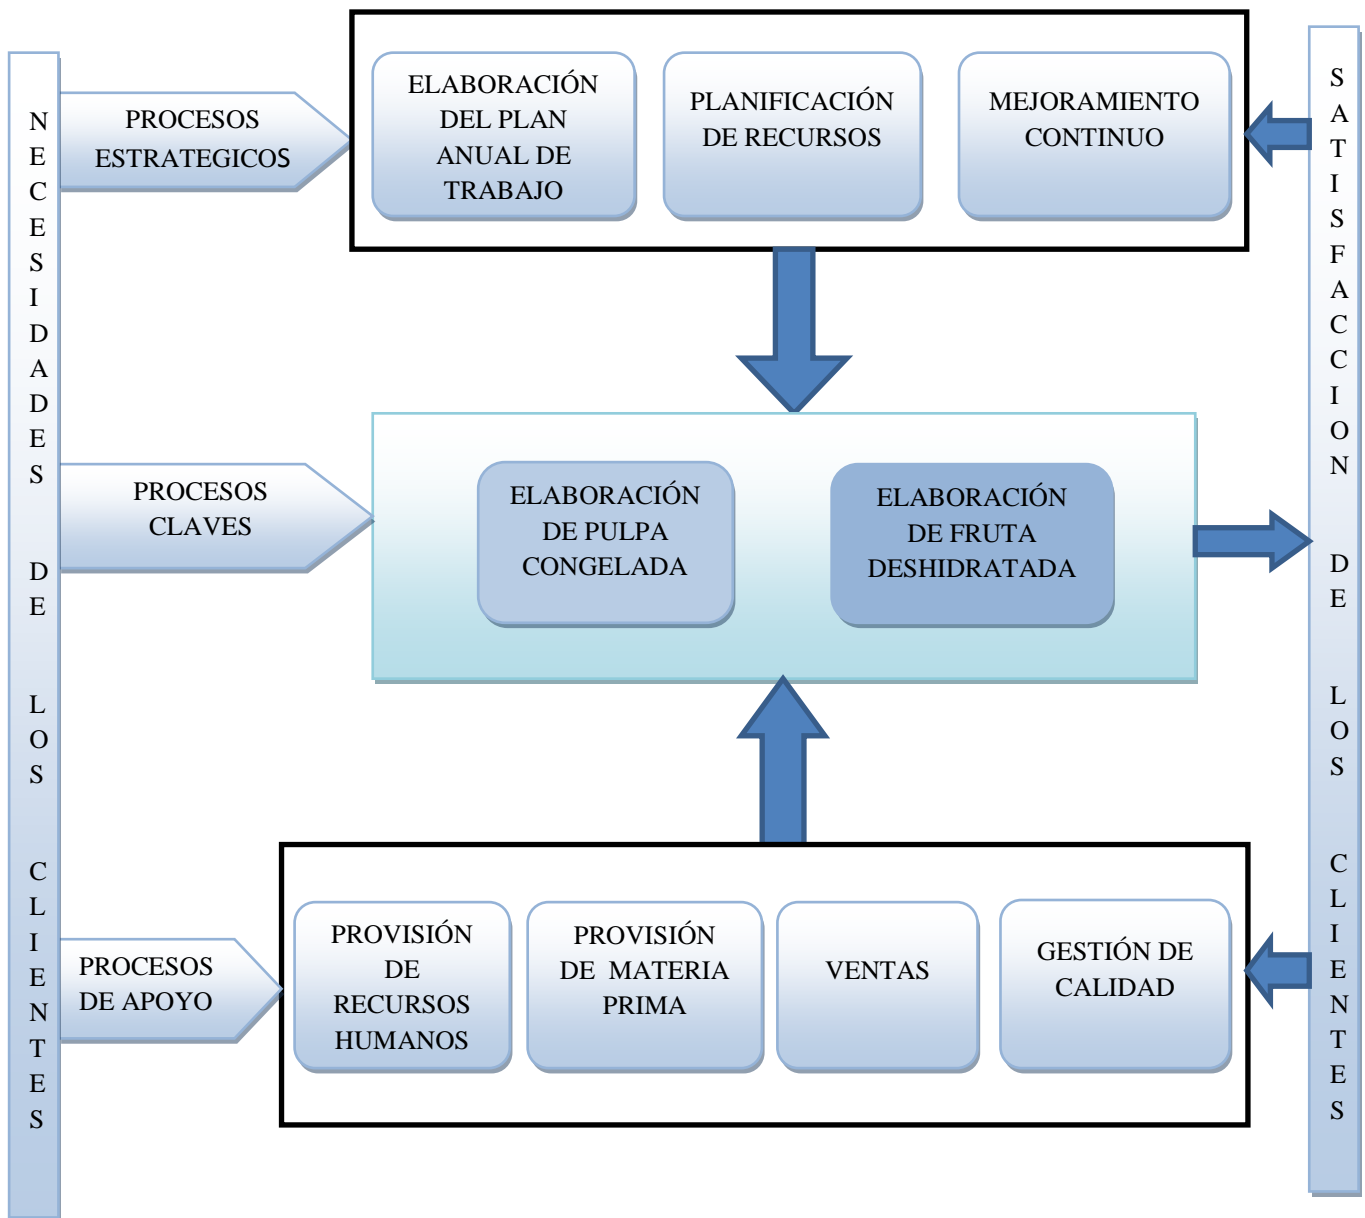 NECESIDADES DE LOS CLIENTES
PROCESOS
ESTRATEGICOS
ELABORACIÓN
DEL PLAN
ANUAL DE
TRABAJO
PLANIFICACIÓN
DE RECURSOS
MEJORAMIENTO
CONTINUO
PROCESOS
CLAVES
ELABORACIÓN
DE PULPA
CONGELADA
ELABORACIÓN
DE FRUTA
DESHIDRATADA
PROCESOS
DE APOYO
PROVISIÓN
DE
RECURSOS
HUMANOS
PROVISIÓN
DE MATERIA
PRIMA
VENTAS
GESTIÓN DE
CALIDAD
SATISFACCION DE LOS CLIENTES